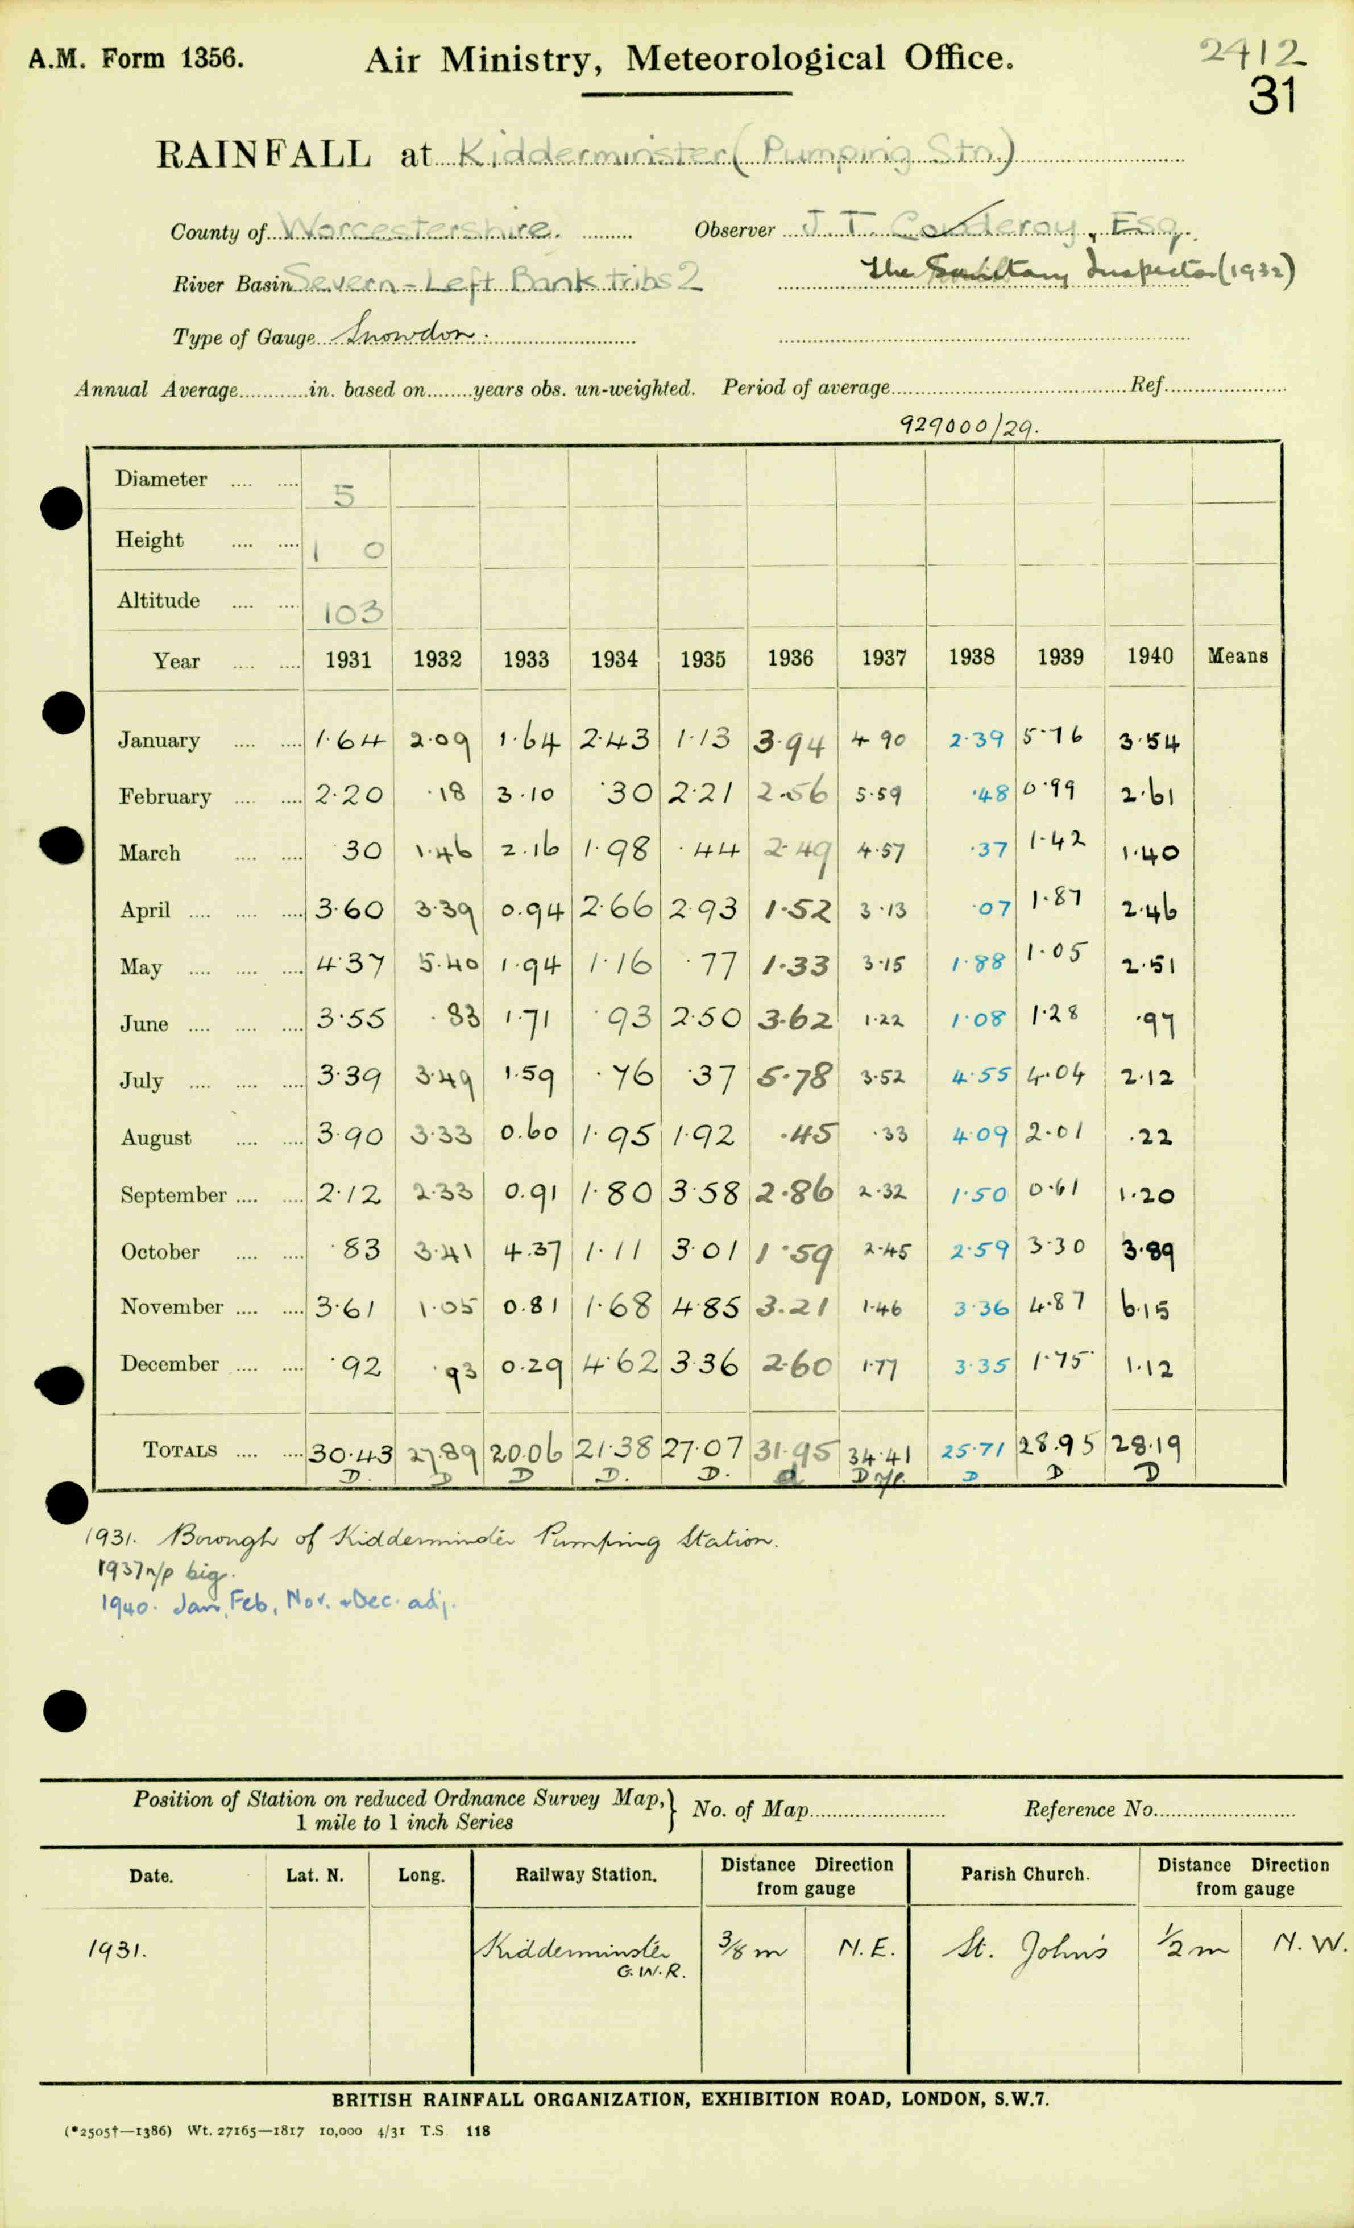 A.M. Form 1356.
Air Ministry, Meteorological Office.
2412
31
RAINFALL at Kidderminster (Pumping Stn.)
County of Worcestershire. Observer J. T. Cowderoy, Esq.
River Basin Severn - Left Bank tribs 2 The Sanitary Inspector (1932)
Type of Gauge Snowdon.
Annual Average in. based on years obs. un-weighted. Period of average Ref.
929000/29.
Diameter 5
Height 1 0
Altitude 103
Year 1931 1932 1933 1934 1935 1936 1937 1938 1939 1940 Means
January 1.64 2.09 1.64 2.43 1.13 3.94 4.90 2.39 5.76 3.54
February 2.20 .18 3.10 .30 2.21 2.56 5.59 .48 0.99 2.61
March 30 1.46 2.16 1.98 .44 2.49 4.57 .37 1.42 1.40
April 3.60 3.39 0.94 2.66 2.93 1.52 3.13 .07 1.87 2.46
May 4.37 5.40 1.94 1.16 .77 1.33 3.15 1.88 1.05 2.51
June 3.55 .83 1.71 .93 2.50 3.62 1.22 1.08 1.28 .97
July 3.39 3.49 1.59 .76 .37 5.78 3.52 4.55 4.04 2.12
August 3.90 3.33 0.60 1.95 1.92 .45 .33 4.09 2.01 .22
September 2.12 2.33 0.91 1.80 3.58 2.86 2.32 1.50 0.61 1.20
October .83 3.41 4.37 1.11 3.01 1.59 2.45 2.59 3.30 3.89
November 3.61 1.05 0.81 1.68 4.85 3.21 1.46 3.36 4.87 6.15
December .92 .93 0.29 4.62 3.36 2.60 1.77 3.35 1.75 1.12
TOTALS 30.43 27.89 20.06 21.38 27.07 31.95 34.41 25.71 28.95 28.19
D. D D D. D. d D n/p. D D D
1931. Borough of Kidderminster Pumping Station.
1937 n/p big.
1940. Jan, Feb, Nov. + Dec. adj.
Position of Station on reduced Ordnance Survey Map, } No. of Map Reference No.
1 mile to 1 inch Series
Date. Lat. N. Long. Railway Station. Distance Direction from gauge Parish Church. Distance Direction from gauge
1931. Kidderminster G.W.R. 3/8 m N.E. St. John's 1/2 m N.W.
BRITISH RAINFALL ORGANIZATION, EXHIBITION ROAD, LONDON, S.W.7.
(*2505†—1386) Wt. 27165—1817 10,000 4/31 T.S 118